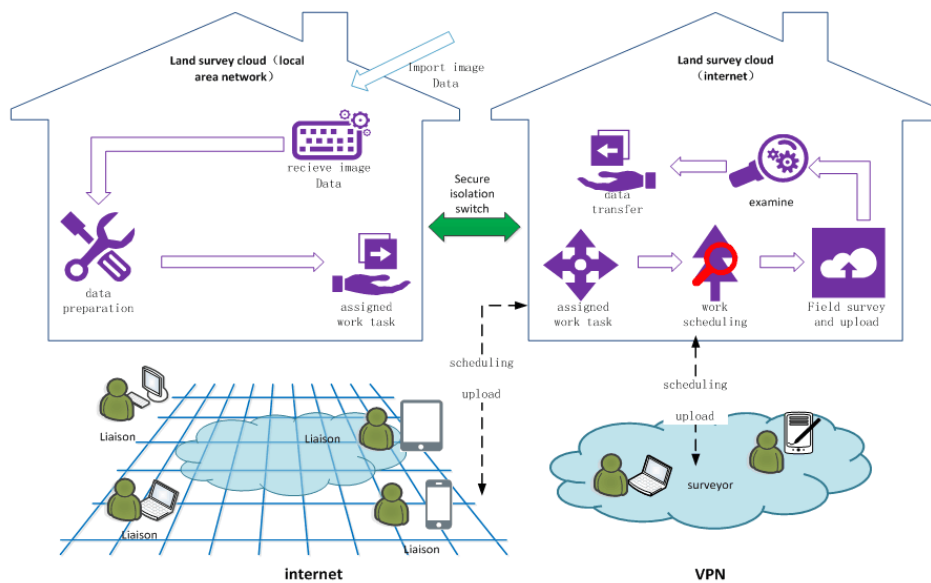 Land survey cloud（local
area network）
Import image
Data
recieve image
Data
data
preparation
assigned
work task
Secure
isolation
switch
Land survey cloud
（internet）
data
transfer
examine
assigned
work task
work
scheduling
Field survey
and upload
scheduling
upload
scheduling
upload
Liaison
Liaison
Liaison
Liaison
surveyor
internet
VPN